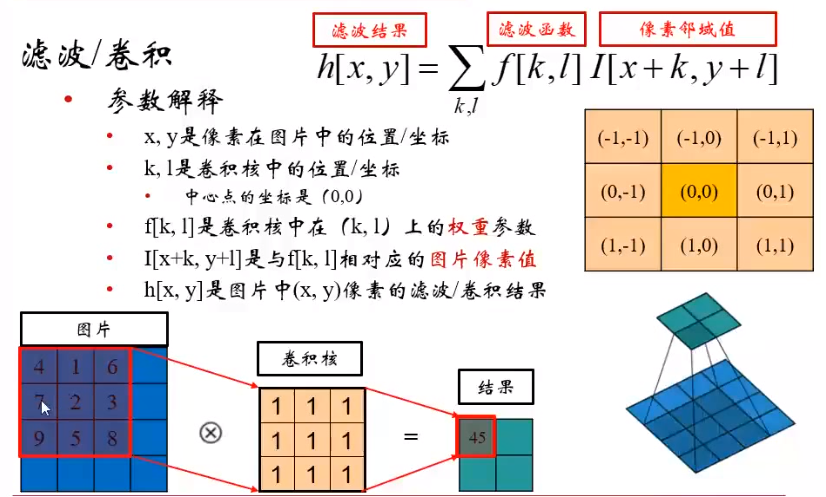 滤波/卷积
滤波结果 滤波函数 像素邻域值
h[x, y] = ∑ f[k, l] I[x + k, y + l]
k,l
• 参数解释
• x, y是像素在图片中的位置/坐标
• k, l是卷积核中的位置/坐标
• 中心点的坐标是（0,0）
• f[k, l]是卷积核中在（k, l）上的权重参数
• I[x+k, y+l]是与f[k, l]相对应的图片像素值
• h[x, y]是图片中(x, y)像素的滤波/卷积结果
(-1,-1) (-1,0) (-1,1)
(0,-1) (0,0) (0,1)
(1,-1) (1,0) (1,1)
图片
4 1 6
7 2 3
9 5 8
⊗
卷积核
1 1 1
1 1 1
1 1 1
=
结果
45